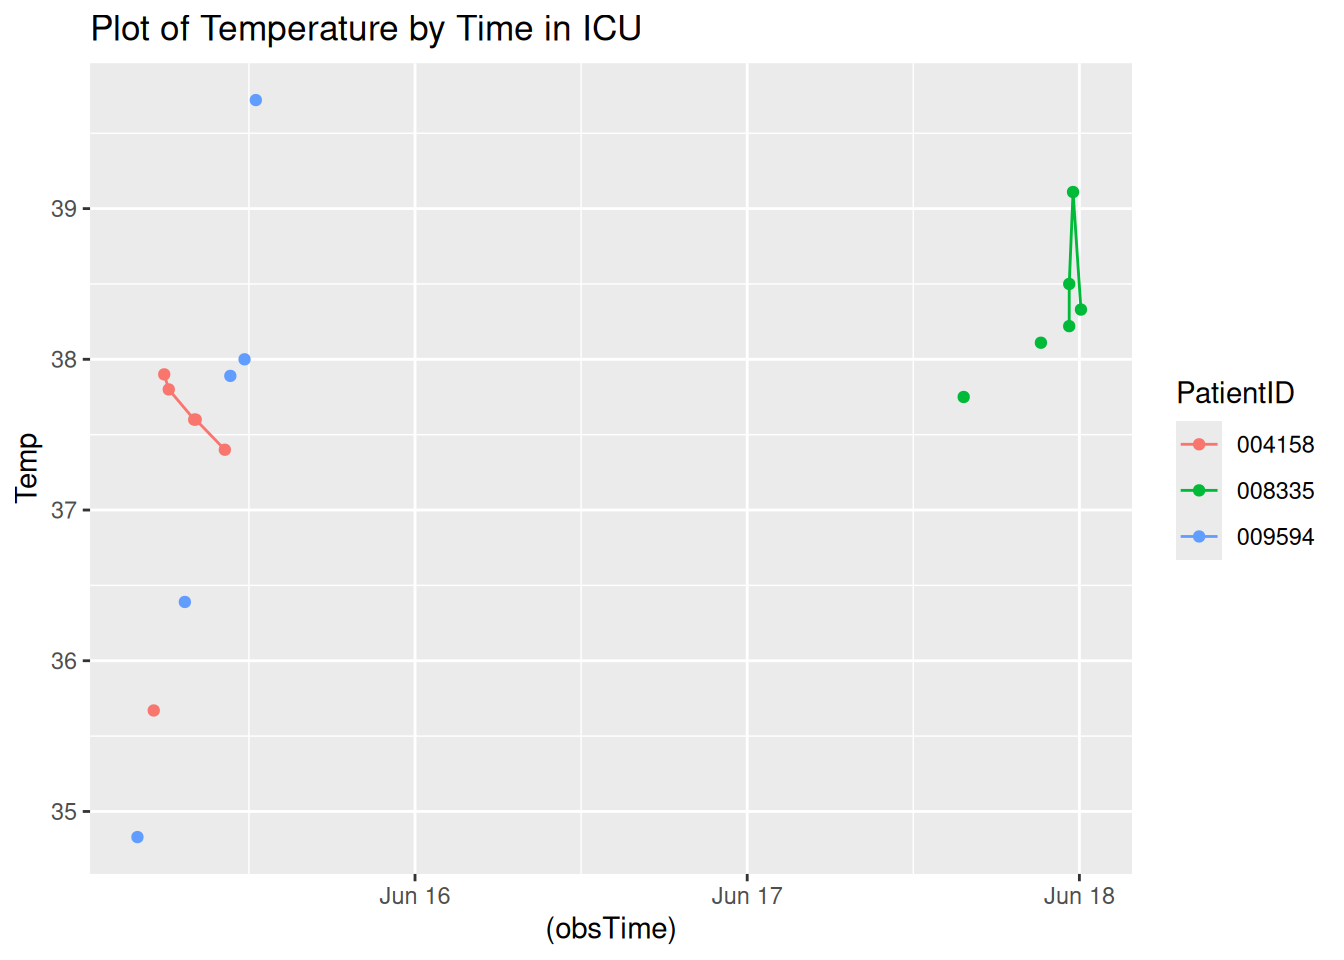 Plot of Temperature by Time in ICU
Temp
39
38
37
36
35
Jun 16
Jun 17
Jun 18
(obsTime)
PatientID
004158
008335
009594